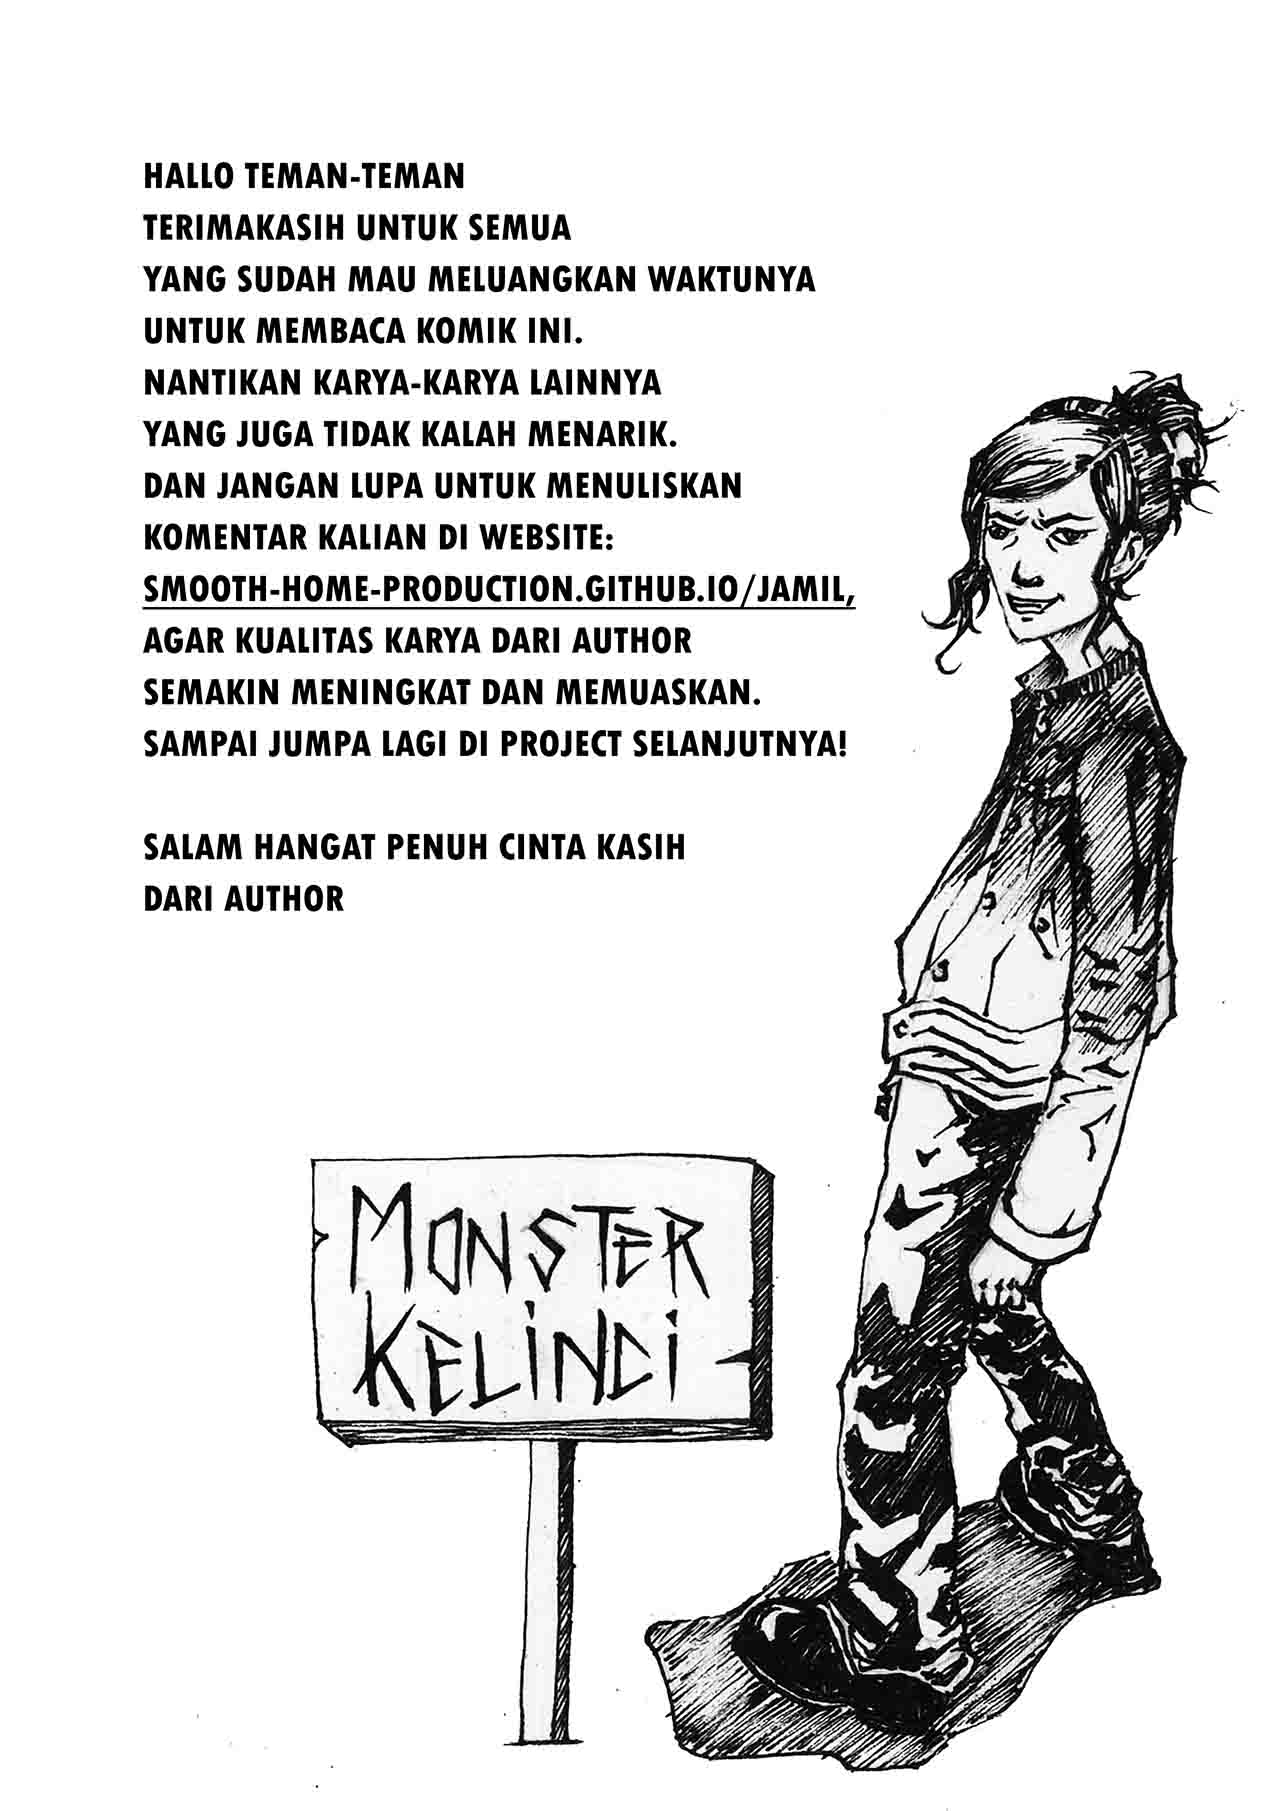 HALLO TEMAN-TEMAN
TERIMAKASIH UNTUK SEMUA
YANG SUDAH MAU MELUANGKAN WAKTUNYA
UNTUK MEMBACA KOMIK INI.
NANTIKAN KARYA-KARYA LAINNYA
YANG JUGA TIDAK KALAH MENARIK.
DAN JANGAN LUPA UNTUK MENULISKAN
KOMENTAR KALIAN DI WEBSITE:
SMOOTH-HOME-PRODUCTION.GITHUB.IO/JAMIL,
AGAR KUALITAS KARYA DARI AUTHOR
SEMAKIN MENINGKAT DAN MEMUASKAN.
SAMPAI JUMPA LAGI DI PROJECT SELANJUTNYA!
SALAM HANGAT PENUH CINTA KASIH
DARI AUTHOR
MONSTER
KELINCI